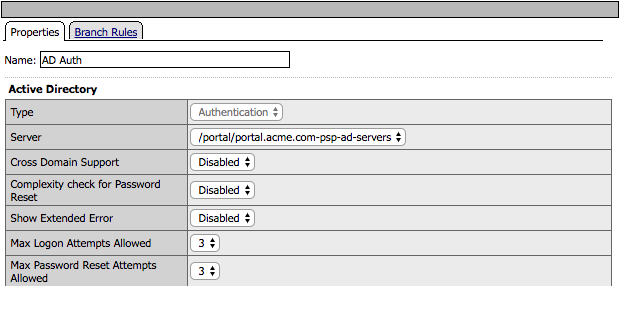 Properties Branch Rules
Name: AD Auth
Active Directory
Type Authentication
Server /portal/portal.acme.com-psp-ad-servers
Cross Domain Support Disabled
Complexity check for Password
Reset Disabled
Show Extended Error Disabled
Max Logon Attempts Allowed 3
Max Password Reset Attempts
Allowed 3